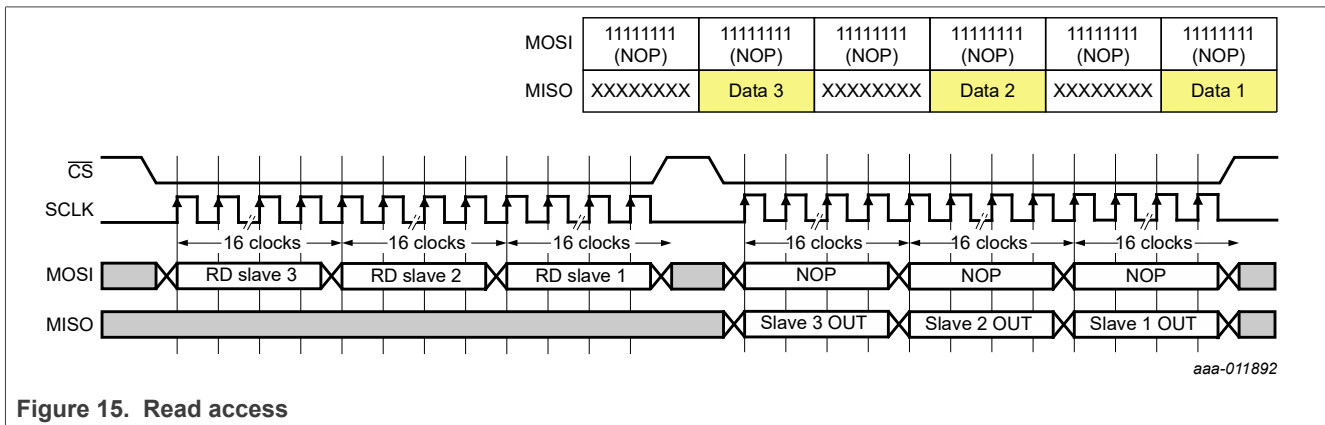 MOSI 11111111 (NOP) 11111111 (NOP) 11111111 (NOP) 11111111 (NOP) 11111111 (NOP) 11111111 (NOP)
MISO XXXXXXXX Data 3 XXXXXXXX Data 2 XXXXXXXX Data 1
CS
SCLK
16 clocks 16 clocks 16 clocks 16 clocks 16 clocks 16 clocks
MOSI RD slave 3 RD slave 2 RD slave 1 NOP NOP NOP
MISO Slave 3 OUT Slave 2 OUT Slave 1 OUT
aaa-011892
Figure 15. Read access